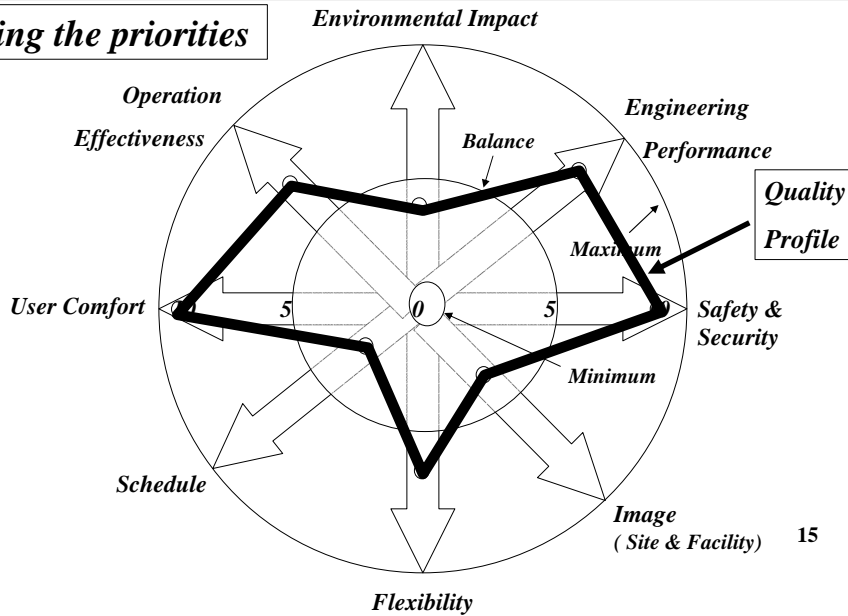 ing the priorities
Environmental Impact
Operation
Effectiveness
Engineering
Performance
Balance
Quality
Profile
Maximum
User Comfort
5
0
5
Safety &
Security
Minimum
Schedule
Image
( Site & Facility)
15
Flexibility